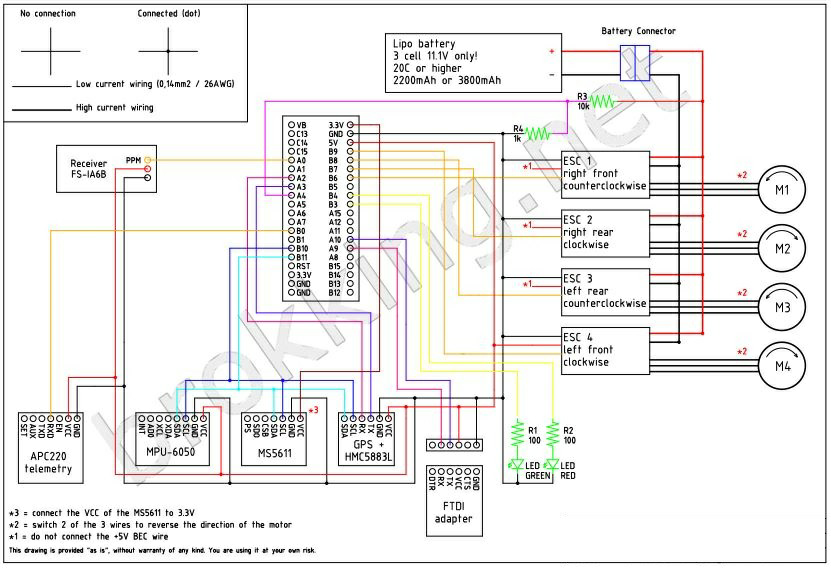 No connection
Connected (dot)
Low current wiring (0,14mm2 / 26AWG)
High current wiring
Lipo battery
3 cell 11.1V only!
20C or higher
2200mAh or 3800mAh
+
−
Battery Connector
R3
10k
R4
1k
Receiver
FS-IA6B
PPM
VB
C13
C14
C15
A0
A1
A2
A3
A4
A5
A6
A7
B0
B1
B10
B11
RST
3.3V
GND
GND
3.3V
GND
5V
B9
B8
B7
B6
B5
B4
B3
A15
A12
A11
A10
A9
A8
B15
B14
B13
B12
ESC 1
*1
right front
counterclockwise
*2
M1
ESC 2
*1
right rear
clockwise
*2
M2
ESC 3
*1
left rear
counterclockwise
*2
M3
ESC 4
*1
left front
clockwise
*2
M4
brokking.net
SET
AUX
TXD
RXD
EN
VCC
GND
APC220
telemetry
INT
ADD
XCL
XDA
SDA
SCL
GND
VCC
MPU-6050
PS
SDO
CSB
SDA
SCL
GND
VCC
MS5611
*3
SDA
SCL
RX
TX
GND
VCC
GPS +
HMC5883L
R1
100
R2
100
LED
GREEN
LED
RED
DTR
RX
TX
VCC
CTS
GND
FTDI
adapter
*3 = connect the VCC of the MS5611 to 3.3V
*2 = switch 2 of the 3 wires to reverse the direction of the motor
*1 = do not connect the +5V BEC wire
This drawing is provided "as is", without warranty of any kind. You are using it at your own risk.